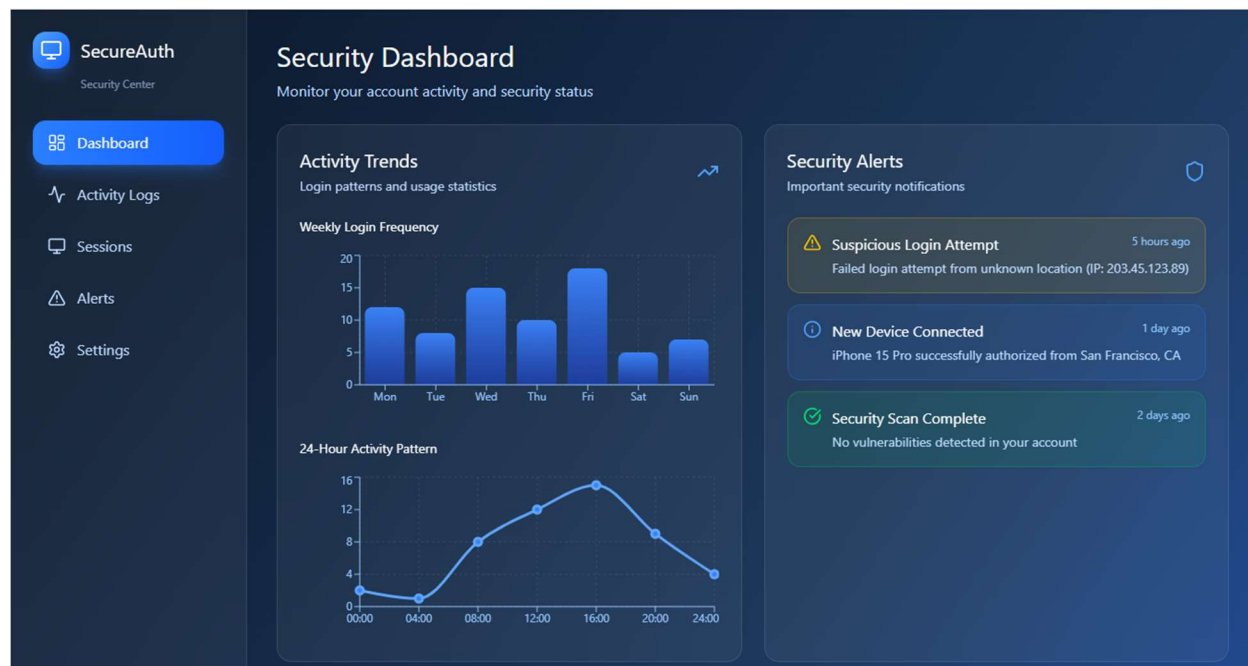 SecureAuth
Security Center
Dashboard
Activity Logs
Sessions
Alerts
Settings
Security Dashboard
Monitor your account activity and security status
Activity Trends
Login patterns and usage statistics
Weekly Login Frequency
20
15
10
5
0
Mon Tue Wed Thu Fri Sat Sun
24-Hour Activity Pattern
16
12
8
4
0
00:00 04:00 08:00 12:00 16:00 20:00 24:00
Security Alerts
Important security notifications
Suspicious Login Attempt 5 hours ago
Failed login attempt from unknown location (IP: 203.45.123.89)
New Device Connected 1 day ago
iPhone 15 Pro successfully authorized from San Francisco, CA
Security Scan Complete 2 days ago
No vulnerabilities detected in your account